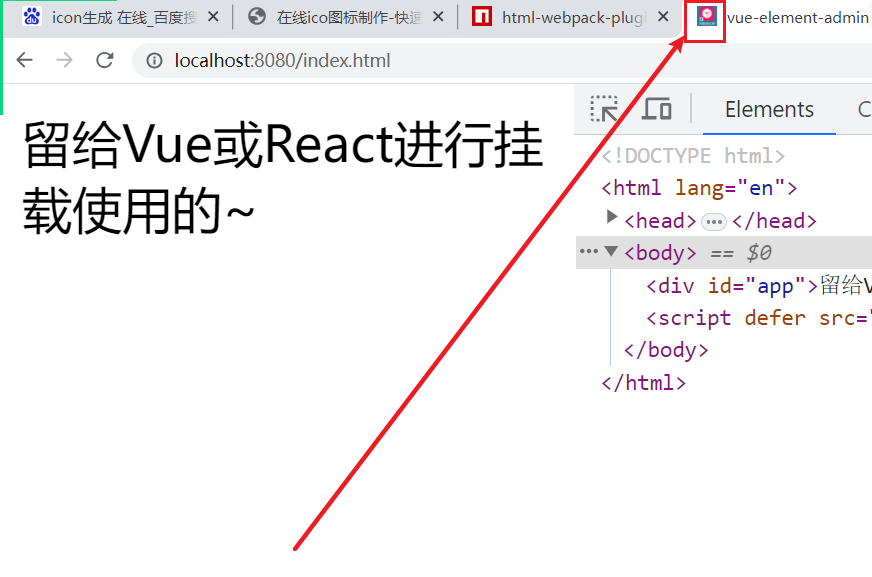 icon生成 在线_百度搜
在线ico图标制作-快速
html-webpack-plugi
vue-element-admin
localhost:8080/index.html
留给Vue或React进行挂
载使用的~
Elements
<!DOCTYPE html>
<html lang="en">
<head> ••• </head>
••• <body> == $0
<div id="app">留给
<script defer src="
</body>
</html>